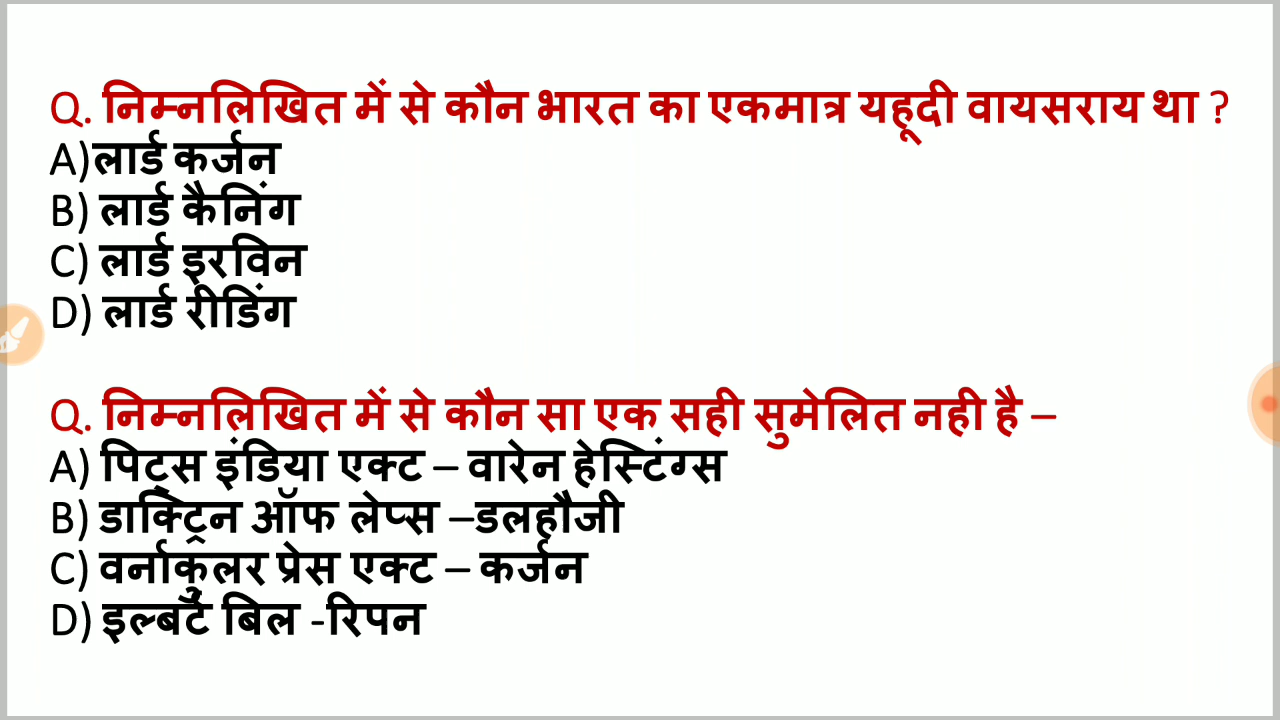 Q. निम्नलिखित में से कौन भारत का एकमात्र यहूदी वायसराय था ?
A)लार्ड कर्जन
B) लार्ड कैनिंग
C) लार्ड इरविन
D) लार्ड रीडिंग
Q. निम्नलिखित में से कौन सा एक सही सुमेलित नही है –
A) पिट्स इंडिया एक्ट – वारेन हेस्टिंग्स
B) डाक्ट्रिन ऑफ लेप्स –डलहौजी
C) वर्नाकुलर प्रेस एक्ट – कर्जन
D) इल्बर्ट बिल -रिपन